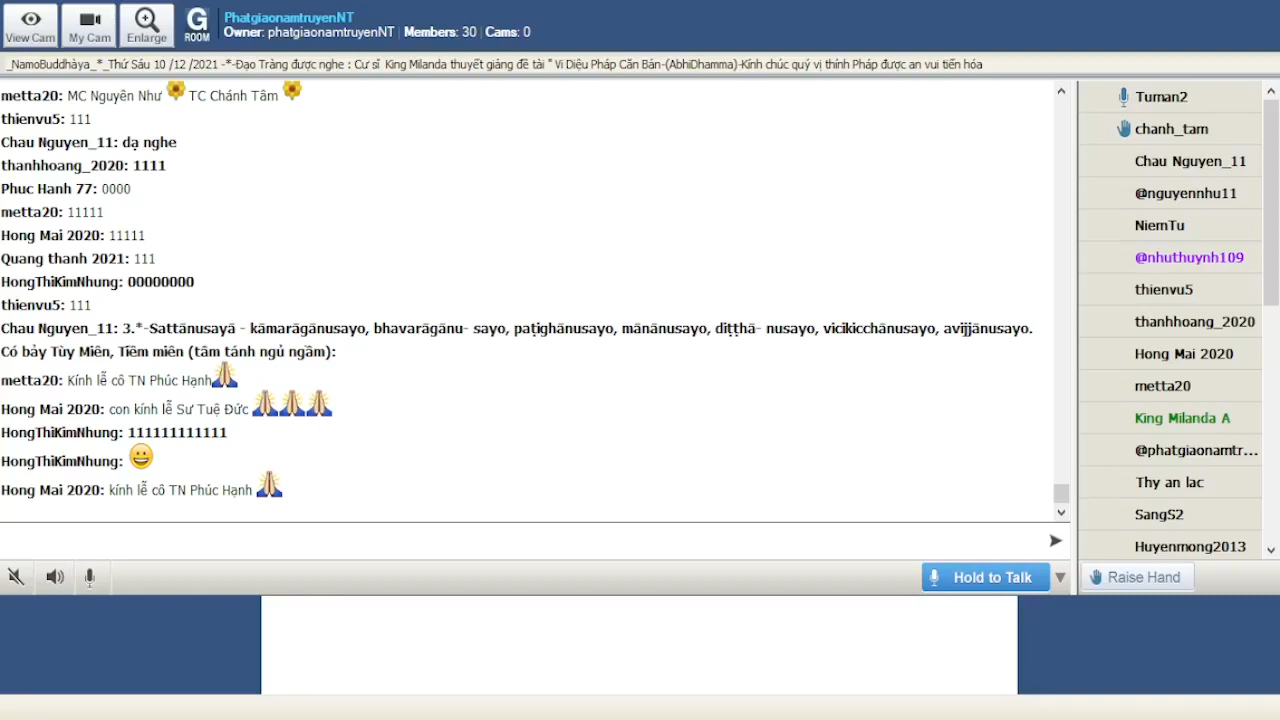 View Cam
My Cam
Enlarge
G
ROOM
PhatgiaonamtruyenNT
Owner: phatgiaonamtruyenNT | Members: 30 | Cams: 0
_NamoBuddhàya_*_Thứ Sáu 10 /12 /2021 -*-Đạo Tràng được nghe : Cư sĩ King Milanda thuyết giảng đề tài " Vi Diệu Pháp Căn Bản-(AbhiDhamma)-Kính chúc quý vị thính Pháp được an vui tiến hóa
metta20: MC Nguyên Như TC Chánh Tâm
thienvu5: 111
Chau Nguyen_11: dạ nghe
thanhhoang_2020: 1111
Phuc Hanh 77: 0000
metta20: 11111
Hong Mai 2020: 11111
Quang thanh 2021: 111
HongThiKimNhung: 00000000
thienvu5: 111
Chau Nguyen_11: 3.*-Sattānusayā - kāmarāgānusayo, bhavarāgānu- sayo, paṭighānusayo, mānānusayo, diṭṭhā- nusayo, vicikicchānusayo, avijjānusayo.
Có bảy Tùy Miên, Tiềm miên (tâm tánh ngủ ngầm):
metta20: Kính lễ cô TN Phúc Hạnh
Hong Mai 2020: con kính lễ Sư Tuệ Đức
HongThiKimNhung: 111111111111
HongThiKimNhung:
Hong Mai 2020: kính lễ cô TN Phúc Hạnh
Tuman2
chanh_tam
Chau Nguyen_11
@nguyennhu11
NiemTu
@nhuthuynh109
thienvu5
thanhhoang_2020
Hong Mai 2020
metta20
King Milanda A
@phatgiaonamtr...
Thy an lac
SangS2
Huyenmong2013
Hold to Talk
Raise Hand